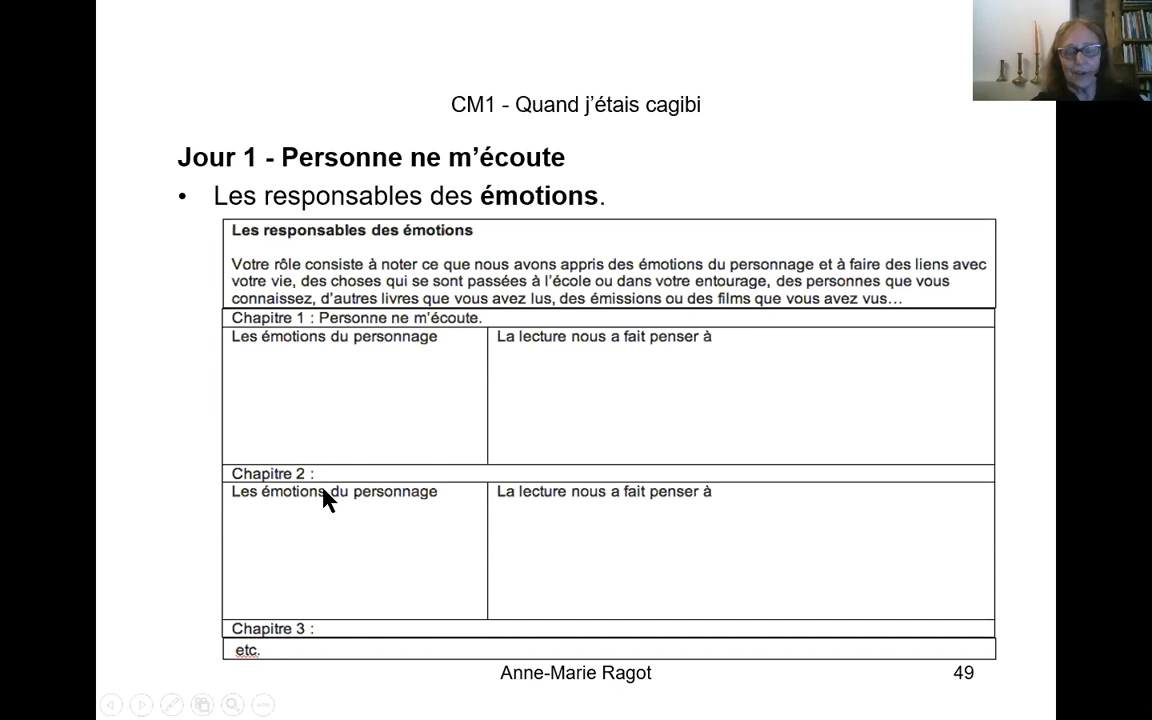 CM1 - Quand j’étais cagibi
Jour 1 - Personne ne m’écoute
• Les responsables des émotions.
Les responsables des émotions
Votre rôle consiste à noter ce que nous avons appris des émotions du personnage et à faire des liens avec
votre vie, des choses qui se sont passées à l’école ou dans votre entourage, des personnes que vous
connaissez, d’autres livres que vous avez lus, des émissions ou des films que vous avez vus…
Chapitre 1 : Personne ne m’écoute.
Les émotions du personnage
La lecture nous a fait penser à
Chapitre 2 :
Les émotions du personnage
La lecture nous a fait penser à
Chapitre 3 :
etc.
Anne-Marie Ragot
49